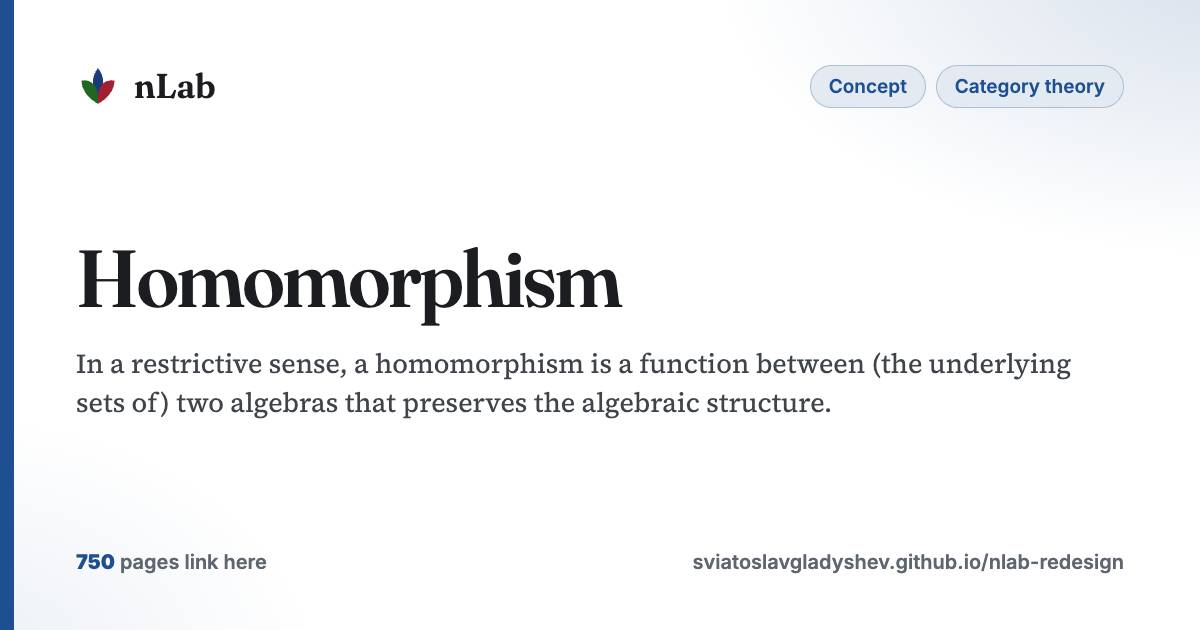 nLab
Concept
Category theory
Homomorphism
In a restrictive sense, a homomorphism is a function between (the underlying
sets of) two algebras that preserves the algebraic structure.
750 pages link here
sviatoslavgladyshev.github.io/nlab-redesign